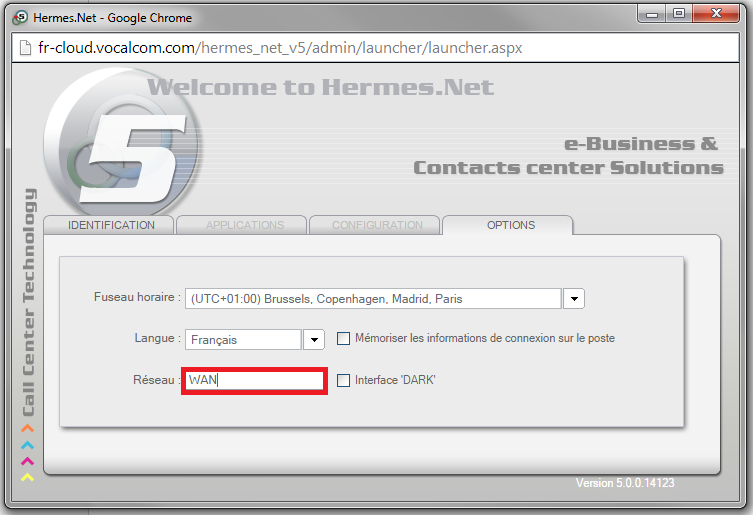 Hermes.Net - Google Chrome
fr-cloud.vocalcom.com/hermes_net_v5/admin/launcher/launcher.aspx
Welcome to Hermes.Net
5
e-Business &
Contacts center Solutions
Call Center Technology
IDENTIFICATION APPLICATIONS CONFIGURATION OPTIONS
Fuseau horaire : (UTC+01:00) Brussels, Copenhagen, Madrid, Paris
Langue : Français Mémoriser les informations de connexion sur le poste
Réseau : WAN Interface 'DARK'
Version 5.0.0.14123